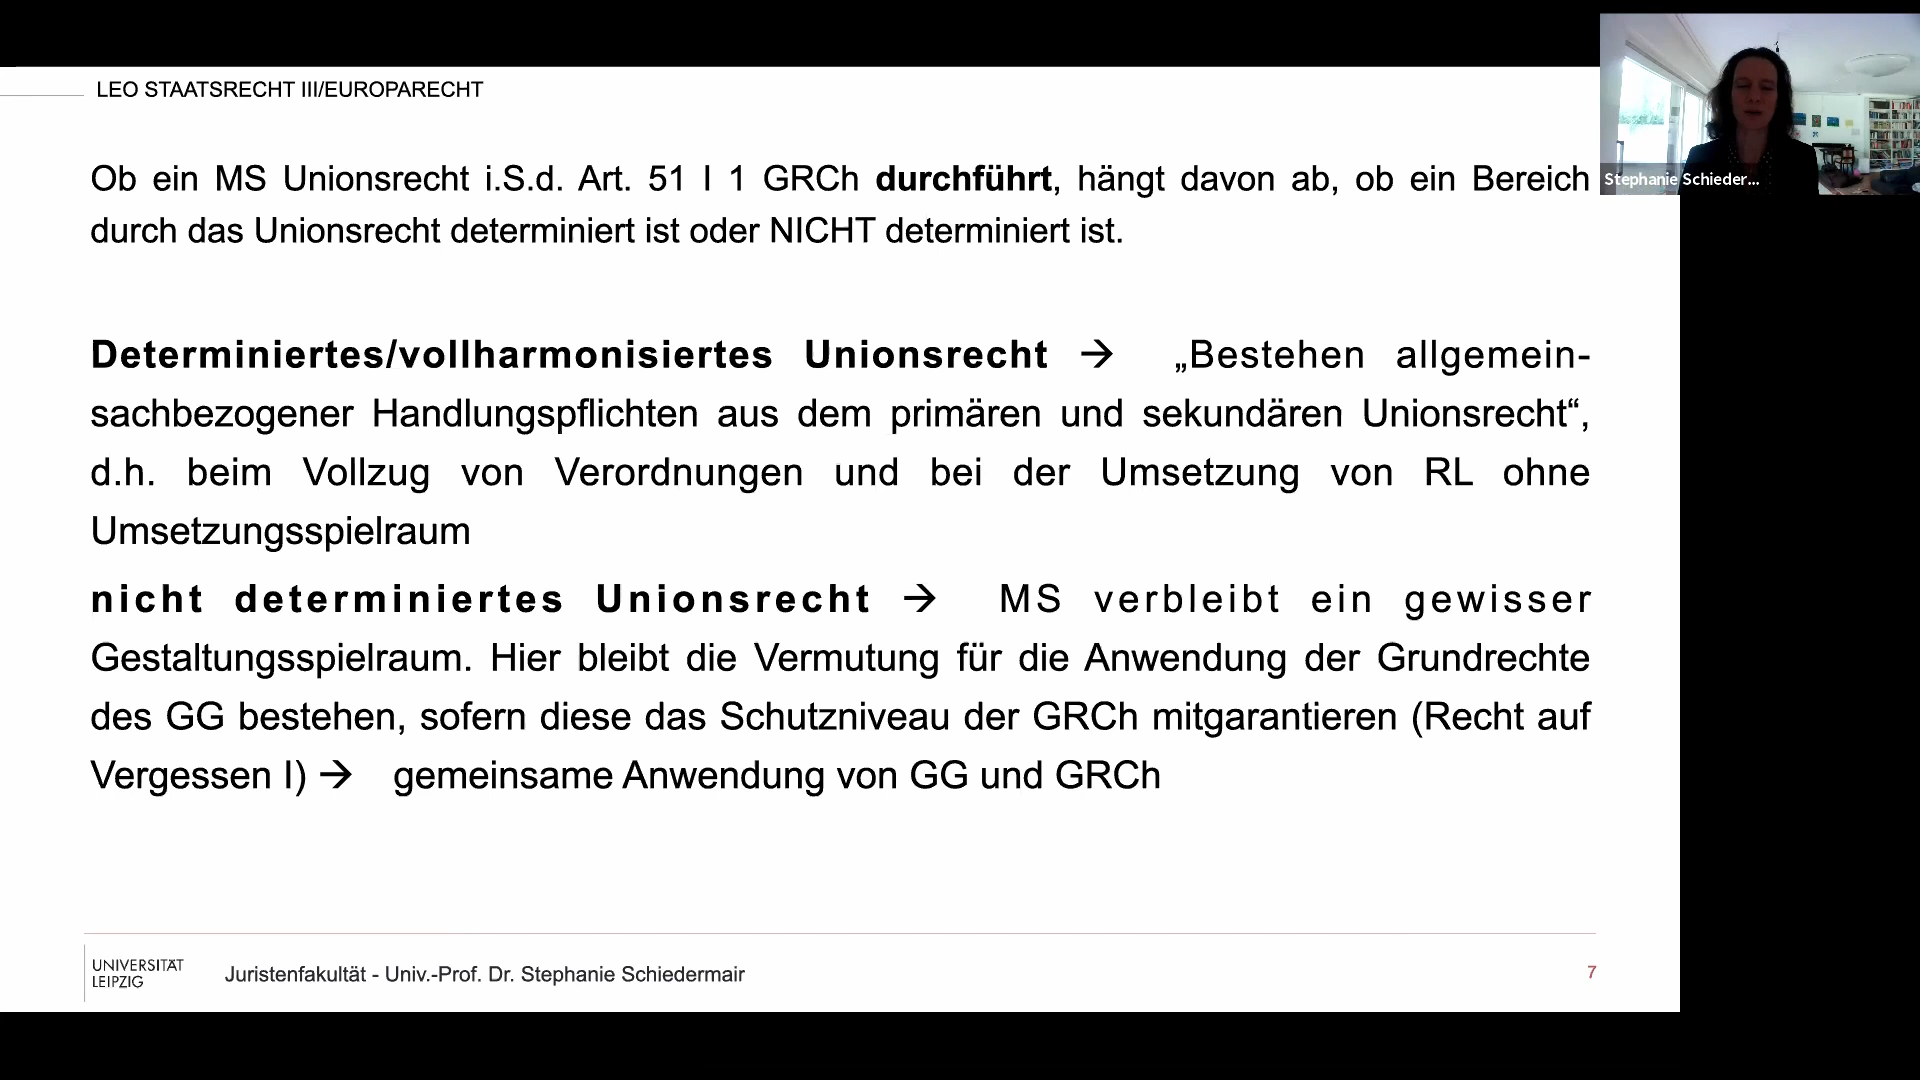 LEO STAATSRECHT III/EUROPARECHT
Stephanie Schieder...
Ob ein MS Unionsrecht i.S.d. Art. 51 I 1 GRCh durchführt, hängt davon ab, ob ein Bereich
durch das Unionsrecht determiniert ist oder NICHT determiniert ist.
Determiniertes/vollharmonisiertes Unionsrecht → „Bestehen allgemein-
sachbezogener Handlungspflichten aus dem primären und sekundären Unionsrecht“,
d.h. beim Vollzug von Verordnungen und bei der Umsetzung von RL ohne
Umsetzungsspielraum
nicht determiniertes Unionsrecht → MS verbleibt ein gewisser
Gestaltungsspielraum. Hier bleibt die Vermutung für die Anwendung der Grundrechte
des GG bestehen, sofern diese das Schutzniveau der GRCh mitgarantieren (Recht auf
Vergessen I) → gemeinsame Anwendung von GG und GRCh
UNIVERSITÄT
LEIPZIG
Juristenfakultät - Univ.-Prof. Dr. Stephanie Schiedermair
7